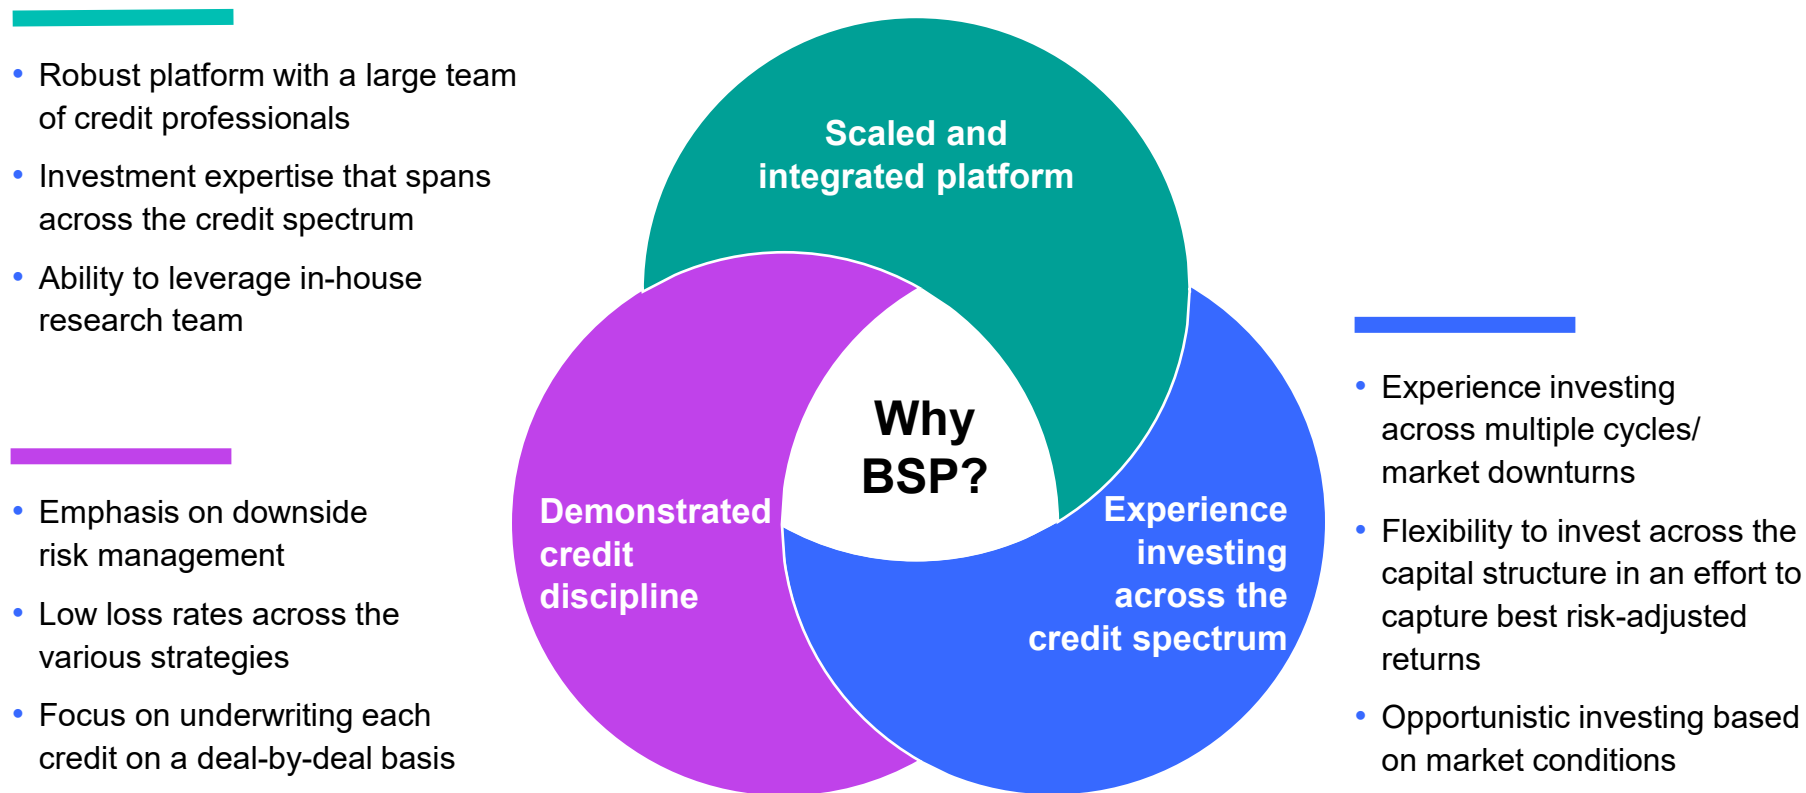 • Robust platform with a large team
of credit professionals
• Investment expertise that spans
across the credit spectrum
• Ability to leverage in-house
research team
• Emphasis on downside
risk management
• Low loss rates across the
various strategies
• Focus on underwriting each
credit on a deal-by-deal basis
Scaled and
integrated platform
Why
BSP?
Demonstrated
credit
discipline
Experience
investing
across the
credit spectrum
• Experience investing
across multiple cycles/
market downturns
• Flexibility to invest across the
capital structure in an effort to
capture best risk-adjusted
returns
• Opportunistic investing based
on market conditions